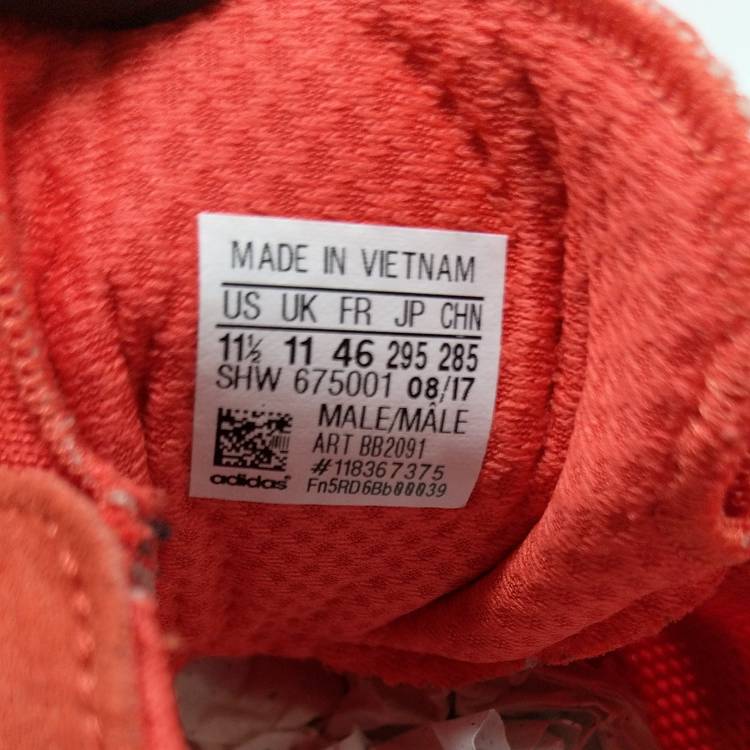 MADE IN VIETNAM
US UK FR JP CHN
11½ 11 46 295 285
SHW 675001 08/17
MALE/MÂLE
ART BB2091
#118367375
adidas® Fn5RD6Bb00039